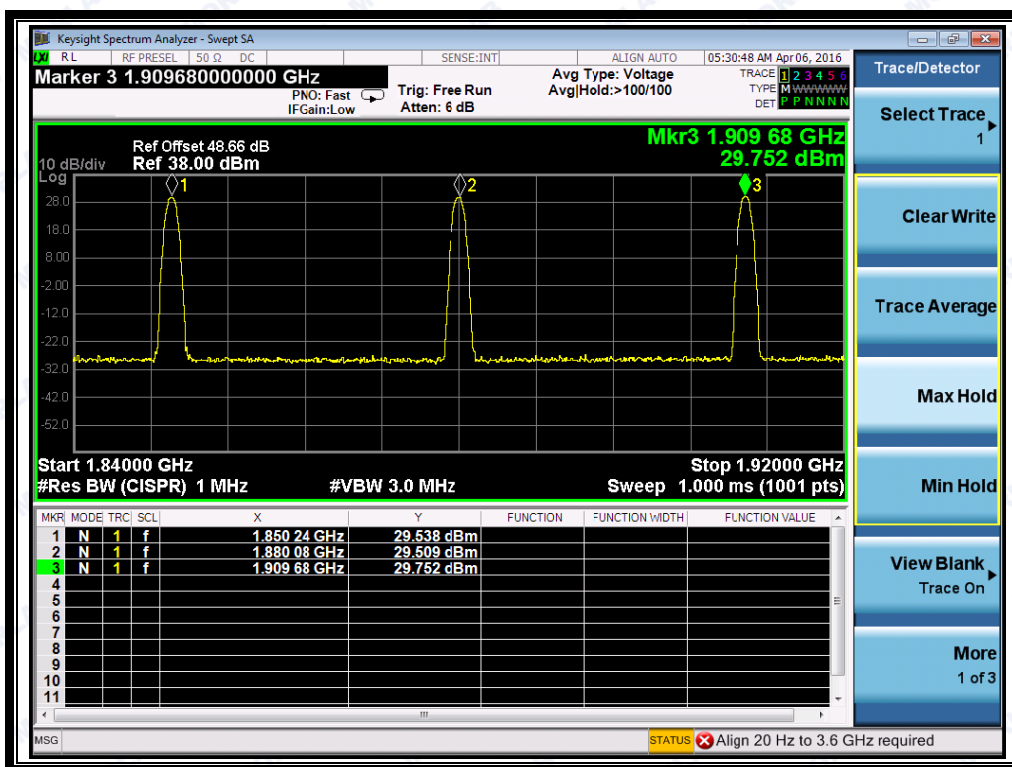 Keysight Spectrum Analyzer - Swept SA
LXI RL RF PRESEL 50 Ω DC SENSE:INT ALIGN AUTO 05:30:48 AM Apr 06, 2016
Marker 3 1.909680000000 GHz
PNO: Fast
IFGain:Low
Trig: Free Run
Atten: 6 dB
Avg Type: Voltage
Avg|Hold:>100/100
TRACE 1 2 3 4 5 6
TYPE M WWWWW
DET P P N N N N
Mkr3 1.909 68 GHz
29.752 dBm
Ref Offset 48.66 dB
10 dB/div Ref 38.00 dBm
Log
1
2
3
28.0
18.0
8.00
-2.00
-12.0
-22.0
-32.0
-42.0
-52.0
Start 1.84000 GHz Stop 1.92000 GHz
#Res BW (CISPR) 1 MHz #VBW 3.0 MHz Sweep 1.000 ms (1001 pts)
MKR MODE TRC SCL X Y FUNCTION FUNCTION WIDTH FUNCTION VALUE
1 N 1 f 1.850 24 GHz 29.538 dBm
2 N 1 f 1.880 08 GHz 29.509 dBm
3 N 1 f 1.909 68 GHz 29.752 dBm
4
5
6
7
8
9
10
11
MSG STATUS Align 20 Hz to 3.6 GHz required
Trace/Detector
Select Trace
1
Clear Write
Trace Average
Max Hold
Min Hold
View Blank
Trace On
More
1 of 3